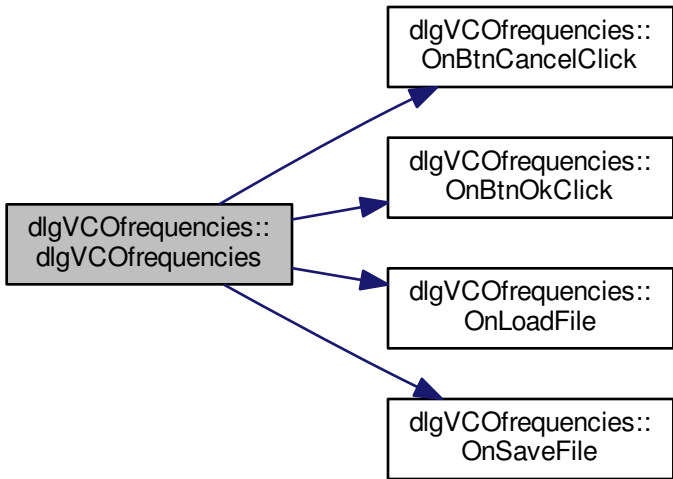 dlgVCOfrequencies::
dlgVCOfrequencies
dlgVCOfrequencies::
OnBtnCancelClick
dlgVCOfrequencies::
OnBtnOkClick
dlgVCOfrequencies::
OnLoadFile
dlgVCOfrequencies::
OnSaveFile